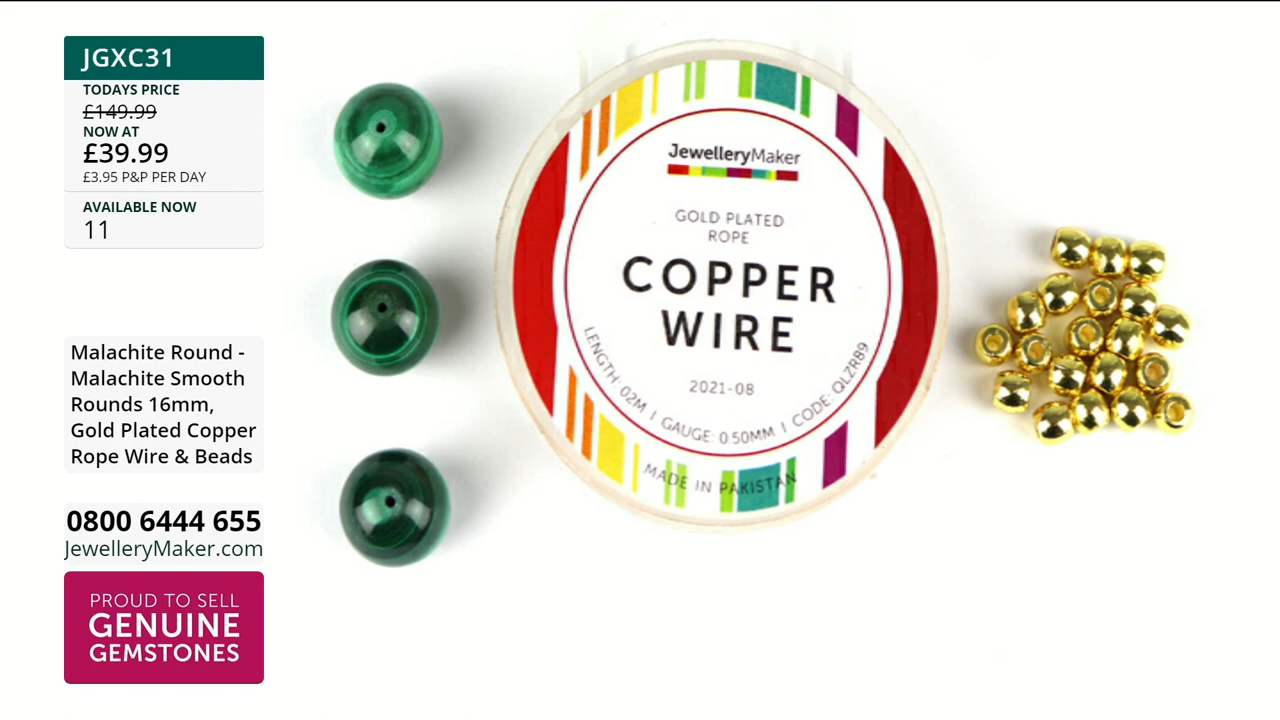 JGXC31
TODAYS PRICE
£149.99
NOW AT
£39.99
£3.95 P&P PER DAY
AVAILABLE NOW
11
Malachite Round -
Malachite Smooth
Rounds 16mm,
Gold Plated Copper
Rope Wire & Beads
0800 6444 655
JewelleryMaker.com
PROUD TO SELL
GENUINE
GEMSTONES
JewelleryMaker
GOLD PLATED
ROPE
COPPER
WIRE
2021-08
LENGTH: 02M | GAUGE: 0.50MM | CODE: QLZR89
MADE IN PAKISTAN